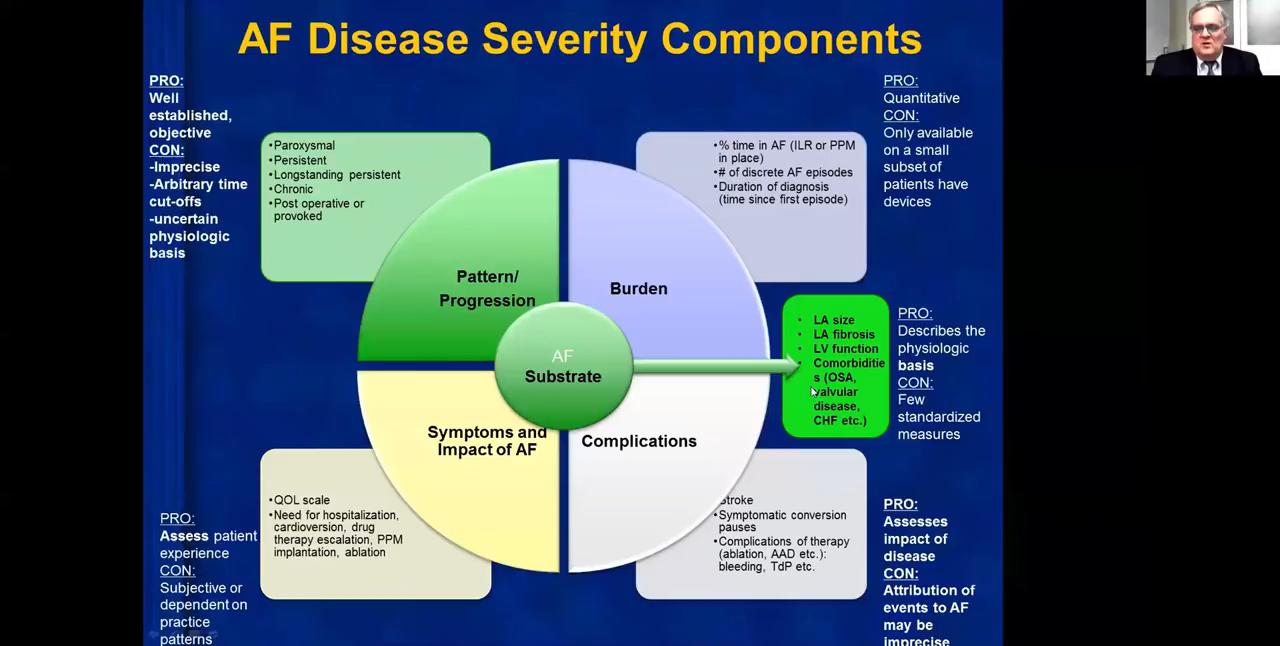 AF Disease Severity Components
PRO:
Well
established,
objective
CON:
-Imprecise
-Arbitrary time
cut-offs
-uncertain
physiologic
basis
•Paroxysmal
•Persistent
•Longstanding persistent
•Chronic
•Post operative or
provoked
Pattern/
Progression
•% time in AF (ILR or PPM
in place)
•# of discrete AF episodes
•Duration of diagnosis
(time since first episode)
Burden
PRO:
Quantitative
CON:
Only available
on a small
subset of
patients have
devices
AF
Substrate
• LA size
• LA fibrosis
• LV function
• Comorbiditie
s (OSA,
valvular
disease,
CHF etc.)
PRO:
Describes the
physiologic
basis
CON:
Few
standardized
measures
Symptoms and
Impact of AF
•QOL scale
•Need for hospitalization,
cardioversion, drug
therapy escalation, PPM
implantation, ablation
PRO:
Assess patient
experience
CON:
Subjective or
dependent on
practice
patterns
Complications
Stroke
•Symptomatic conversion
pauses
•Complications of therapy
(ablation, AAD etc.):
bleeding, TdP etc.
PRO:
Assesses
impact of
disease
CON:
Attribution of
events to AF
may be
imprecise